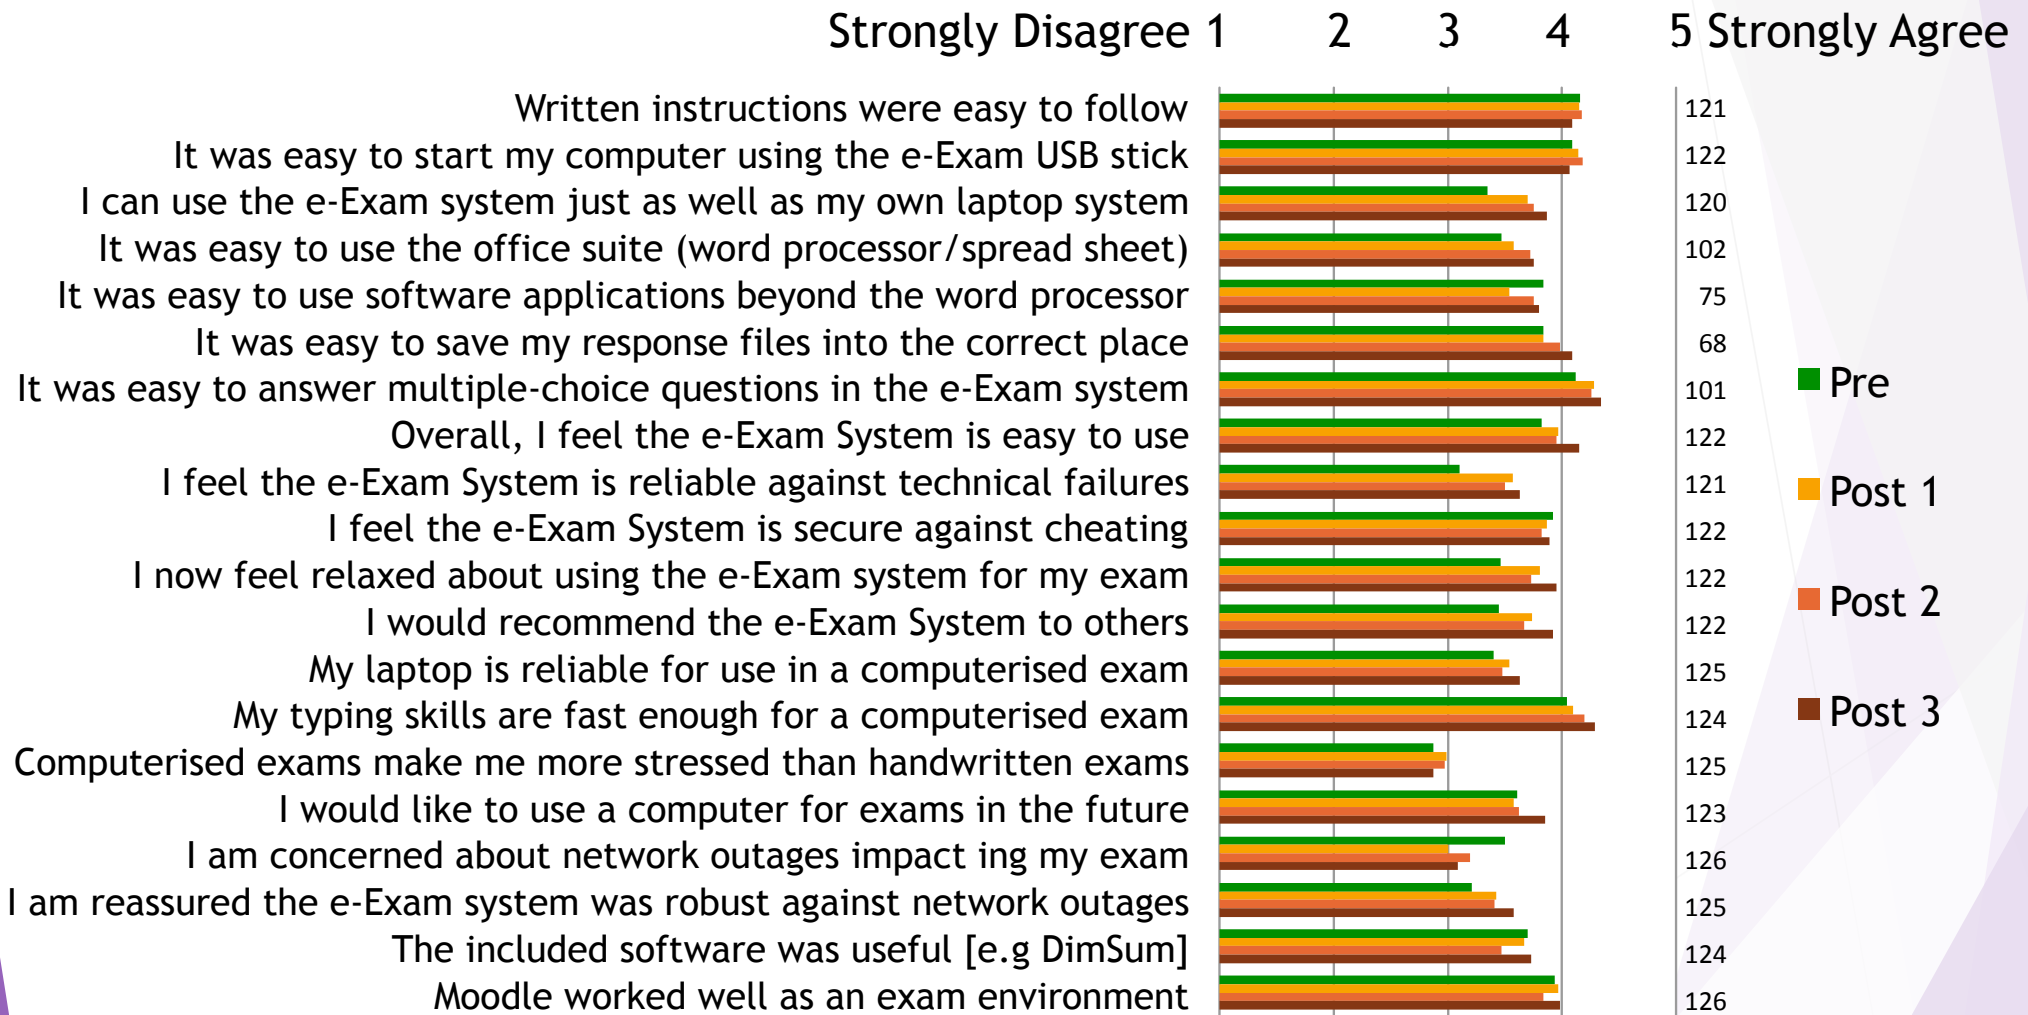 Strongly Disagree 1 2 3 4 5 Strongly Agree
Written instructions were easy to follow 121
It was easy to start my computer using the e-Exam USB stick 122
I can use the e-Exam system just as well as my own laptop system 120
It was easy to use the office suite (word processor/spread sheet) 102
It was easy to use software applications beyond the word processor 75
It was easy to save my response files into the correct place 68
It was easy to answer multiple-choice questions in the e-Exam system 101
Overall, I feel the e-Exam System is easy to use 122
I feel the e-Exam System is reliable against technical failures 121
I feel the e-Exam System is secure against cheating 122
I now feel relaxed about using the e-Exam system for my exam 122
I would recommend the e-Exam System to others 122
My laptop is reliable for use in a computerised exam 125
My typing skills are fast enough for a computerised exam 124
Computerised exams make me more stressed than handwritten exams 125
I would like to use a computer for exams in the future 123
I am concerned about network outages impact ing my exam 126
I am reassured the e-Exam system was robust against network outages 125
The included software was useful [e.g DimSum] 124
Moodle worked well as an exam environment 126
Pre
Post 1
Post 2
Post 3